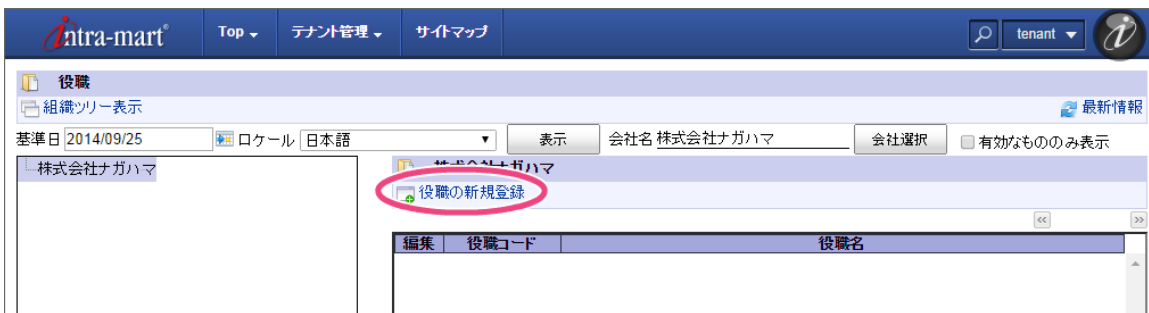 intra-mart® Top テナント管理 サイトマップ tenant
役職
組織ツリー表示 最新情報
基準日 2014/09/25 ロケール 日本語 表示 会社名 株式会社ナガハマ 会社選択 有効なもののみ表示
株式会社ナガハマ 株式会社ナガハマ
役職の新規登録
<< >>
編集 役職コード 役職名